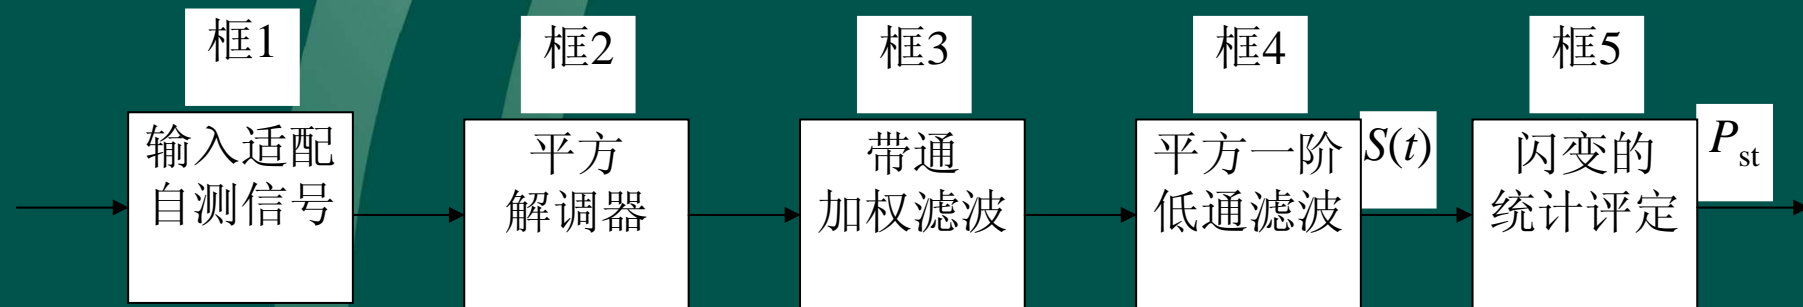 框1
输入适配
自测信号
框2
平方
解调器
框3
带通
加权滤波
框4
平方一阶
低通滤波
S(t)
框5
闪变的
统计评定
Pst